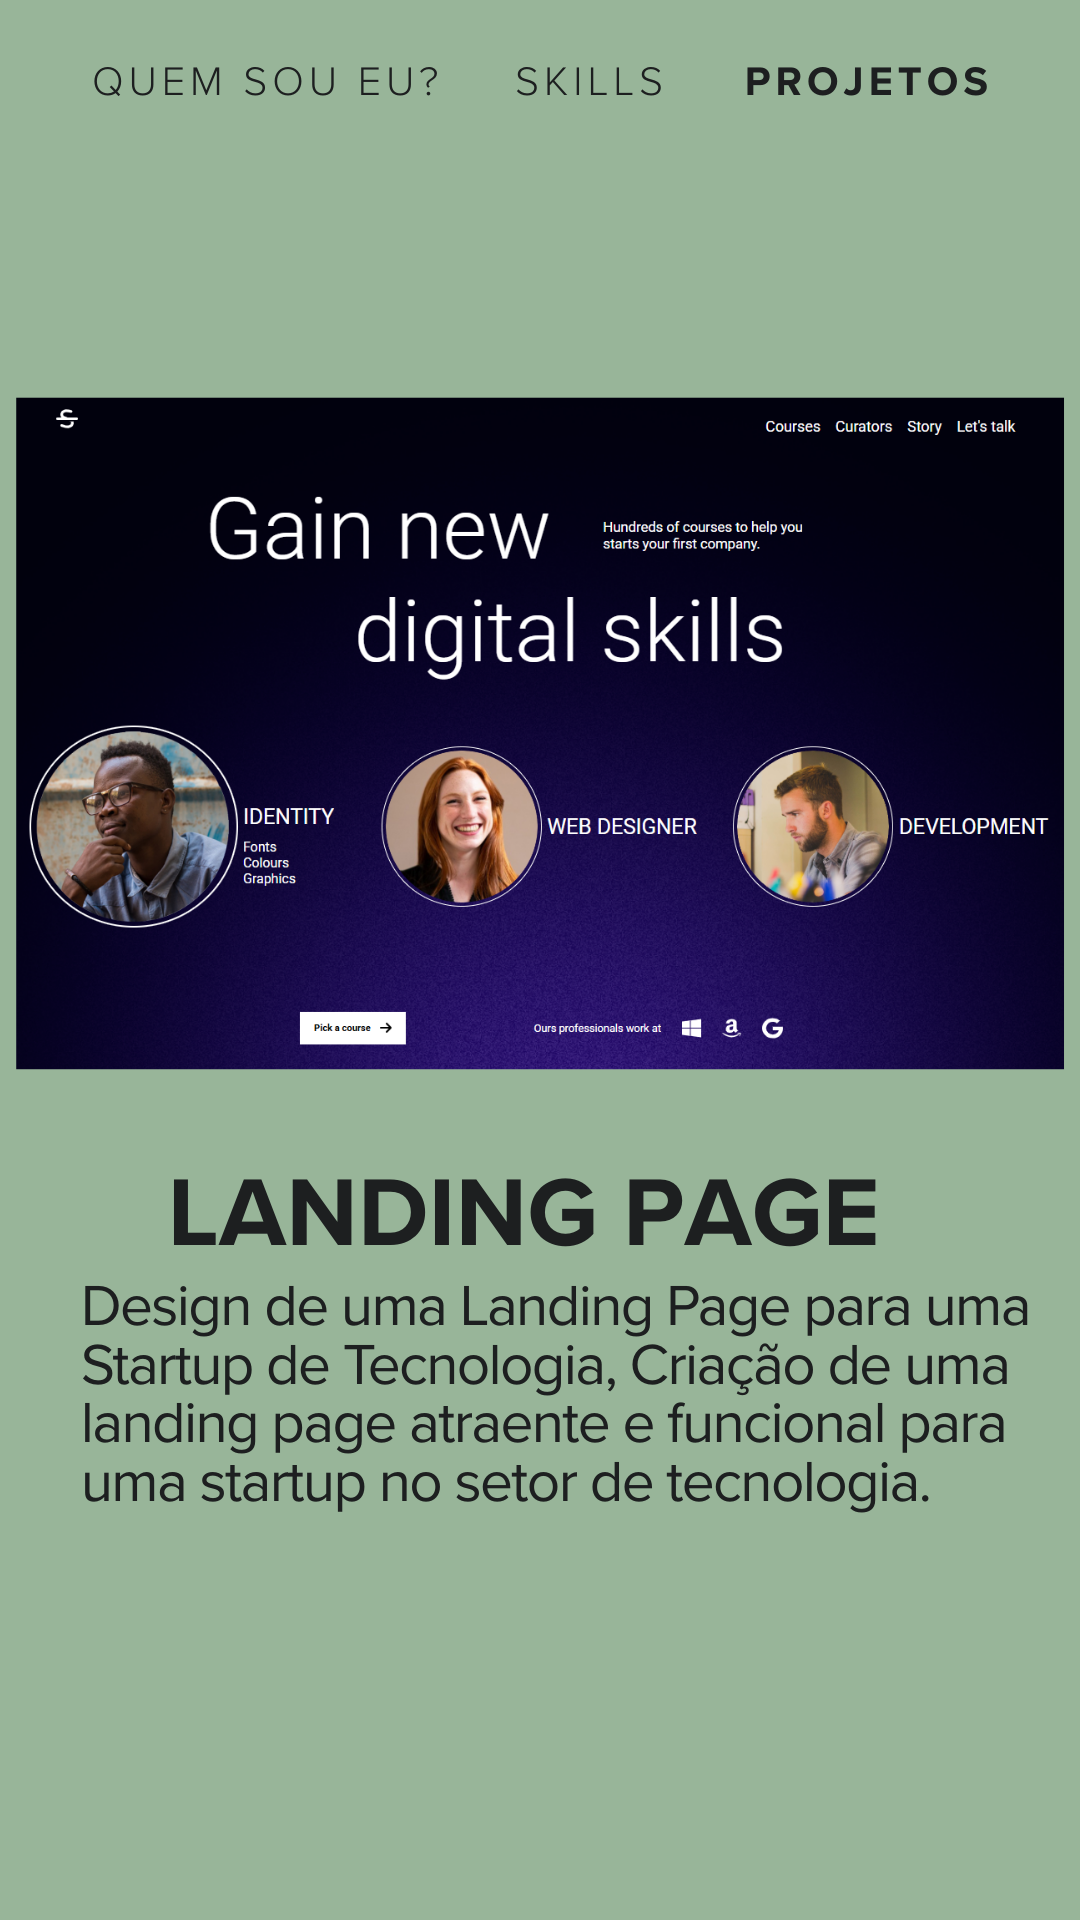 QUEM SOU EU? SKILLS PROJETOS
Courses Curators Story Let's talk
Gain new
Hundreds of courses to help you
starts your first company.
digital skills
IDENTITY
Fonts
Colours
Graphics
WEB DESIGNER
DEVELOPMENT
Pick a course
Ours professionals work at
LANDING PAGE
Design de uma Landing Page para uma
Startup de Tecnologia, Criação de uma
landing page atraente e funcional para
uma startup no setor de tecnologia.